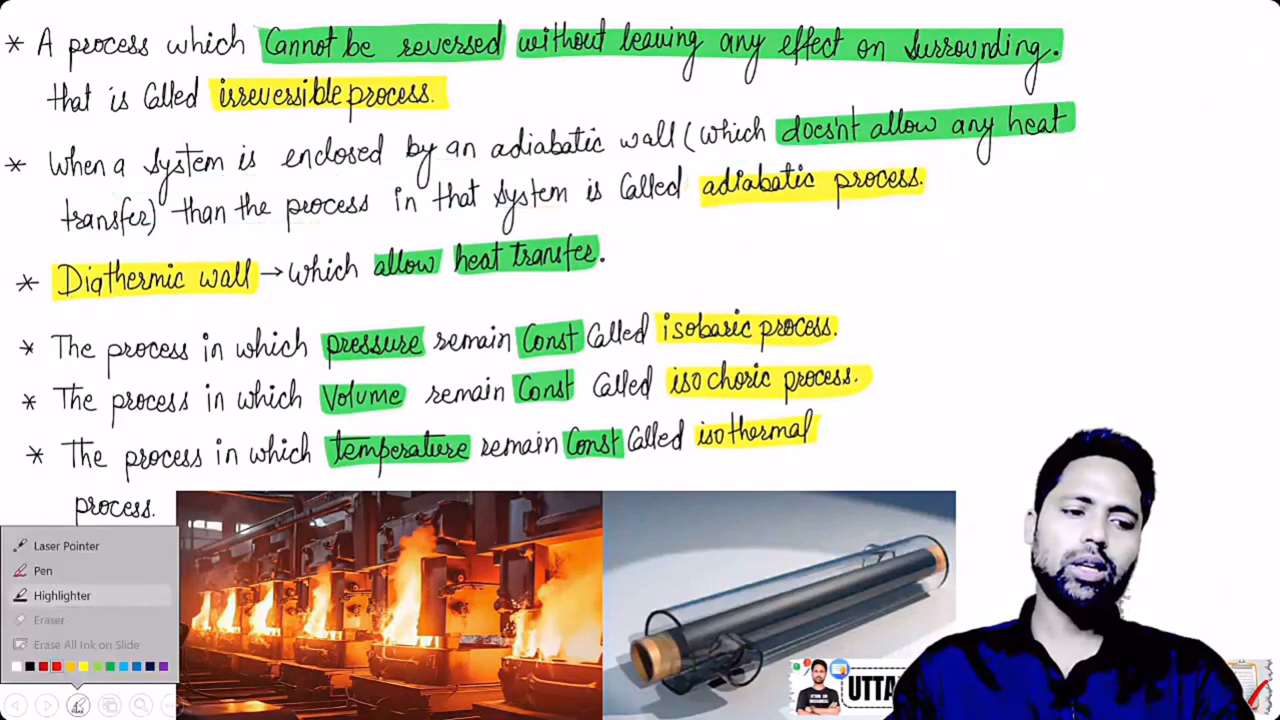 * A process which Cannot be reversed without leaving any effect on surrounding.
that is Called irreversible process.
* When a system is enclosed by an adiabatic wall (which does'nt allow any heat
transfer) than the process in that system is Called adiabatic process.
* Diathermic wall → which allow heat transfer.
* The process in which pressure remain Const Called isobaric process.
* The process in which Volume remain Const Called isochoric process.
* The process in which temperature remain Const Called isothermal
process.
Laser Pointer
Pen
Highlighter
Eraser
Erase All Ink on Slide